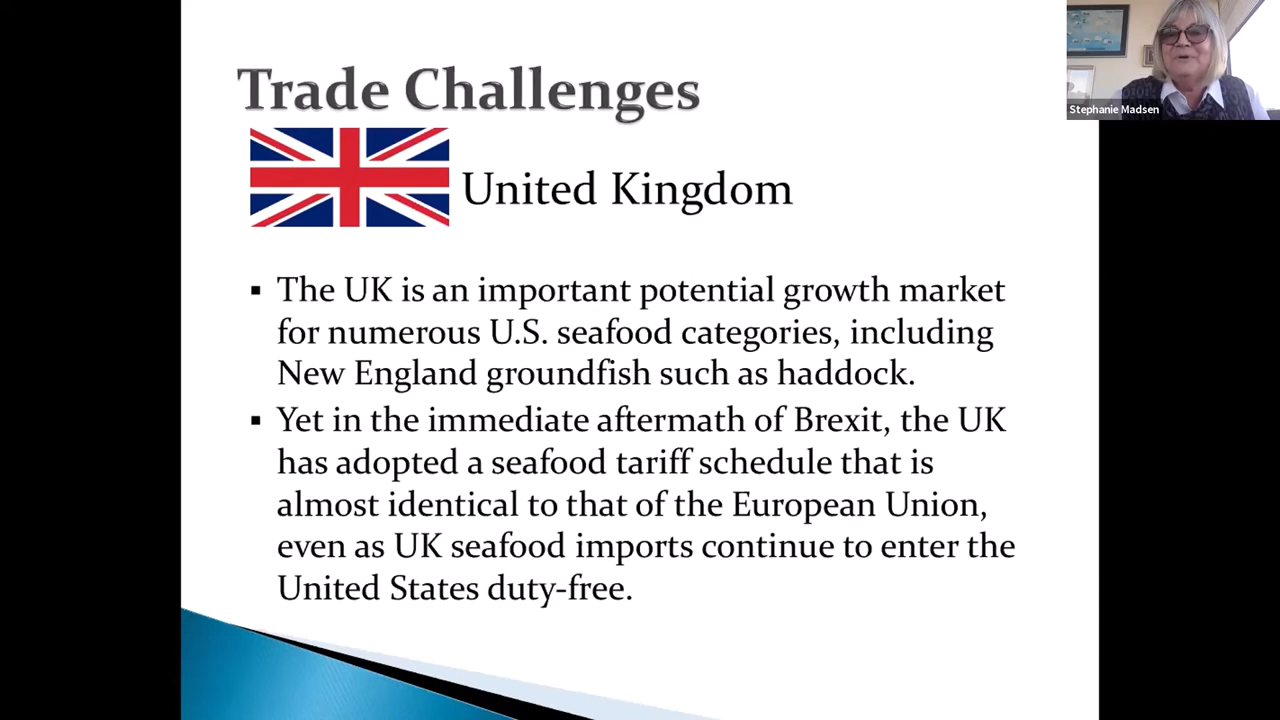 Trade Challenges
United Kingdom
▪ The UK is an important potential growth market
for numerous U.S. seafood categories, including
New England groundfish such as haddock.
▪ Yet in the immediate aftermath of Brexit, the UK
has adopted a seafood tariff schedule that is
almost identical to that of the European Union,
even as UK seafood imports continue to enter the
United States duty-free.
Stephanie Madsen